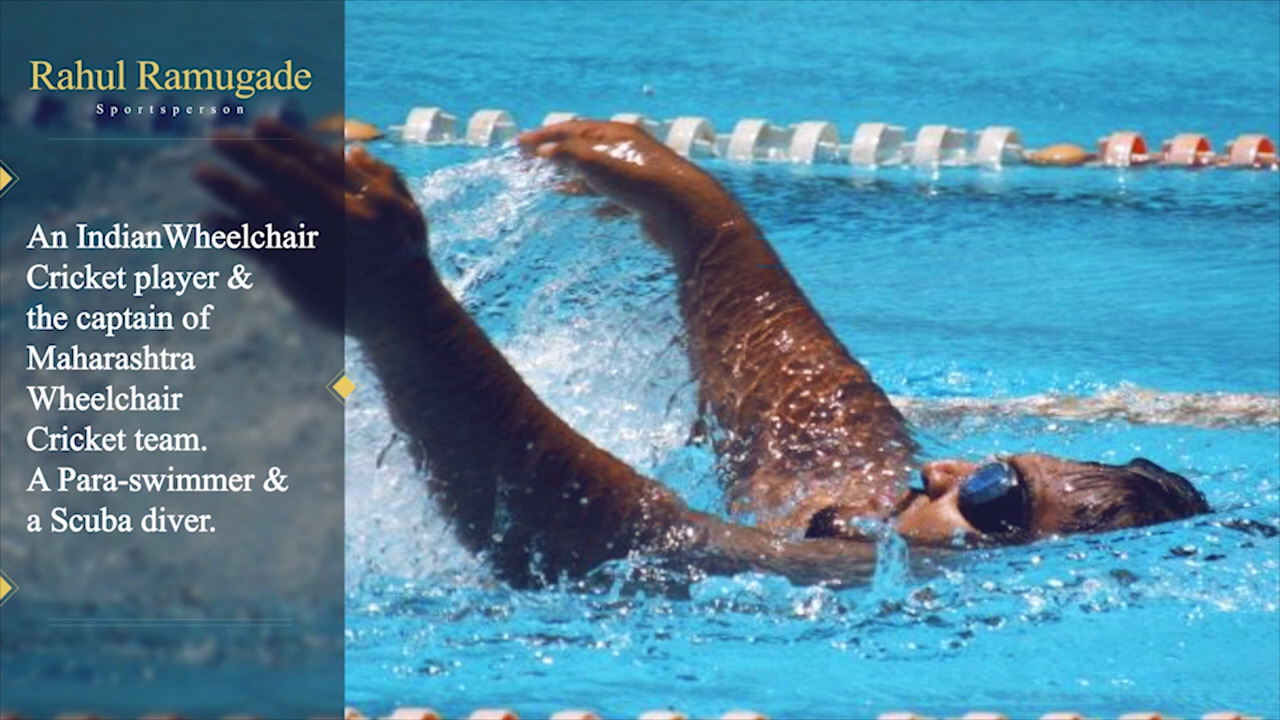 Rahul Ramugade
Sportsperson
An IndianWheelchair
Cricket player &
the captain of
Maharashtra
Wheelchair
Cricket team.
A Para-swimmer &
a Scuba diver.